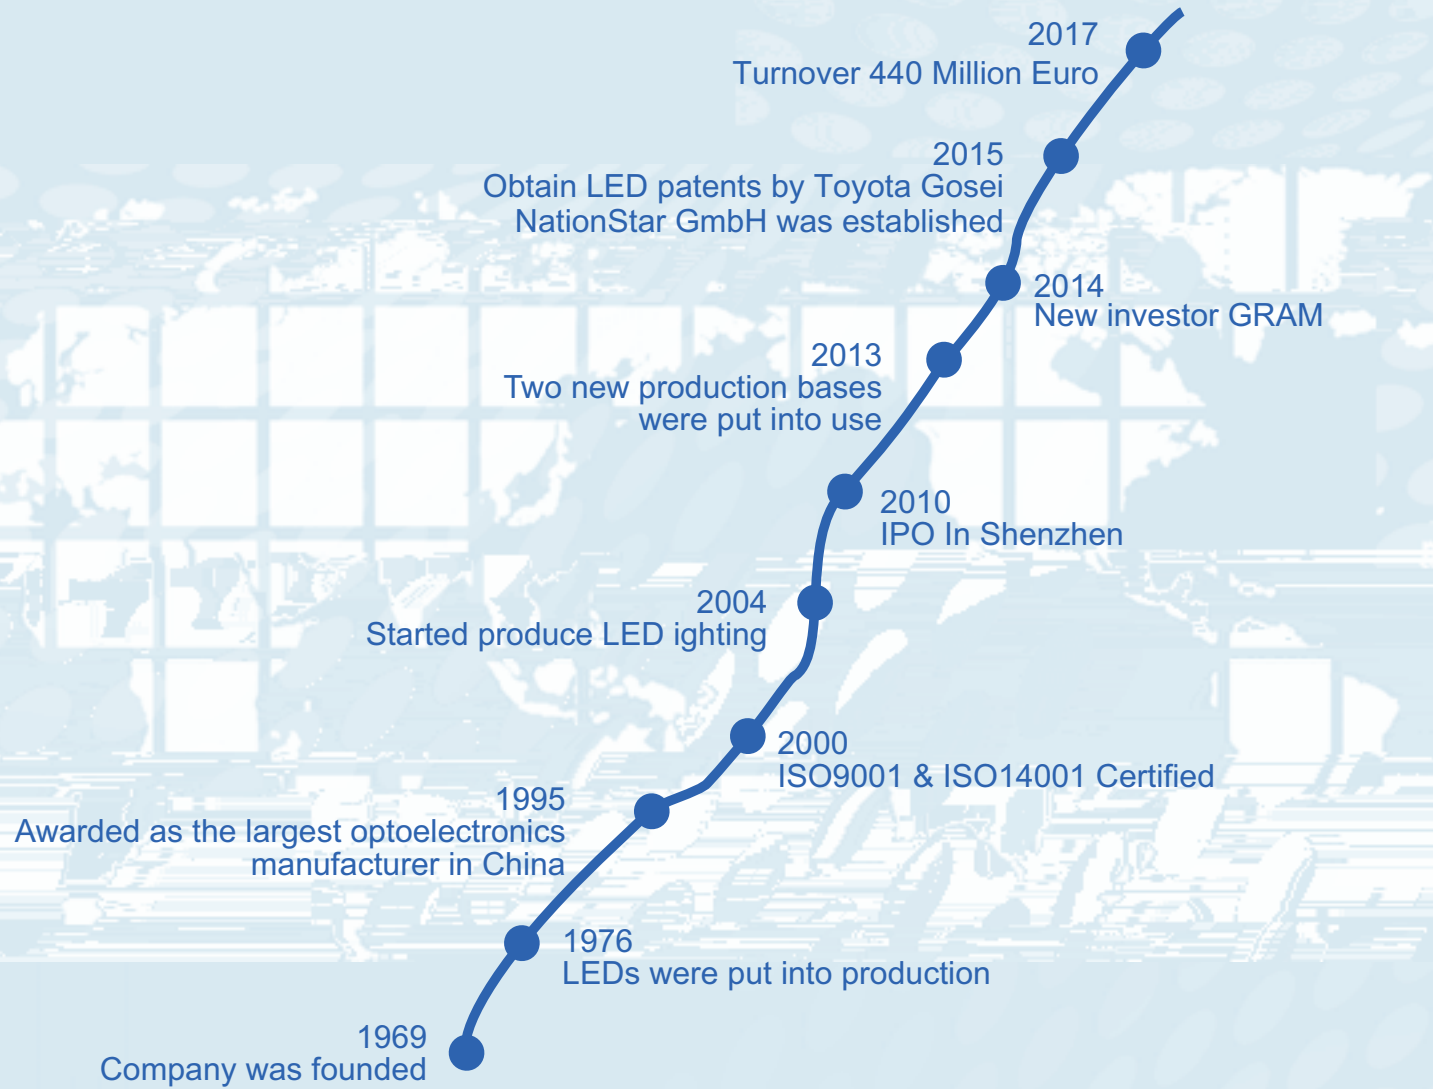 2017
Turnover 440 Million Euro
2015
Obtain LED patents by Toyota Gosei
NationStar GmbH was established
2014
New investor GRAM
2013
Two new production bases
were put into use
2010
IPO In Shenzhen
2004
Started produce LED ighting
2000
ISO9001 & ISO14001 Certified
1995
Awarded as the largest optoelectronics
manufacturer in China
1976
LEDs were put into production
1969
Company was founded